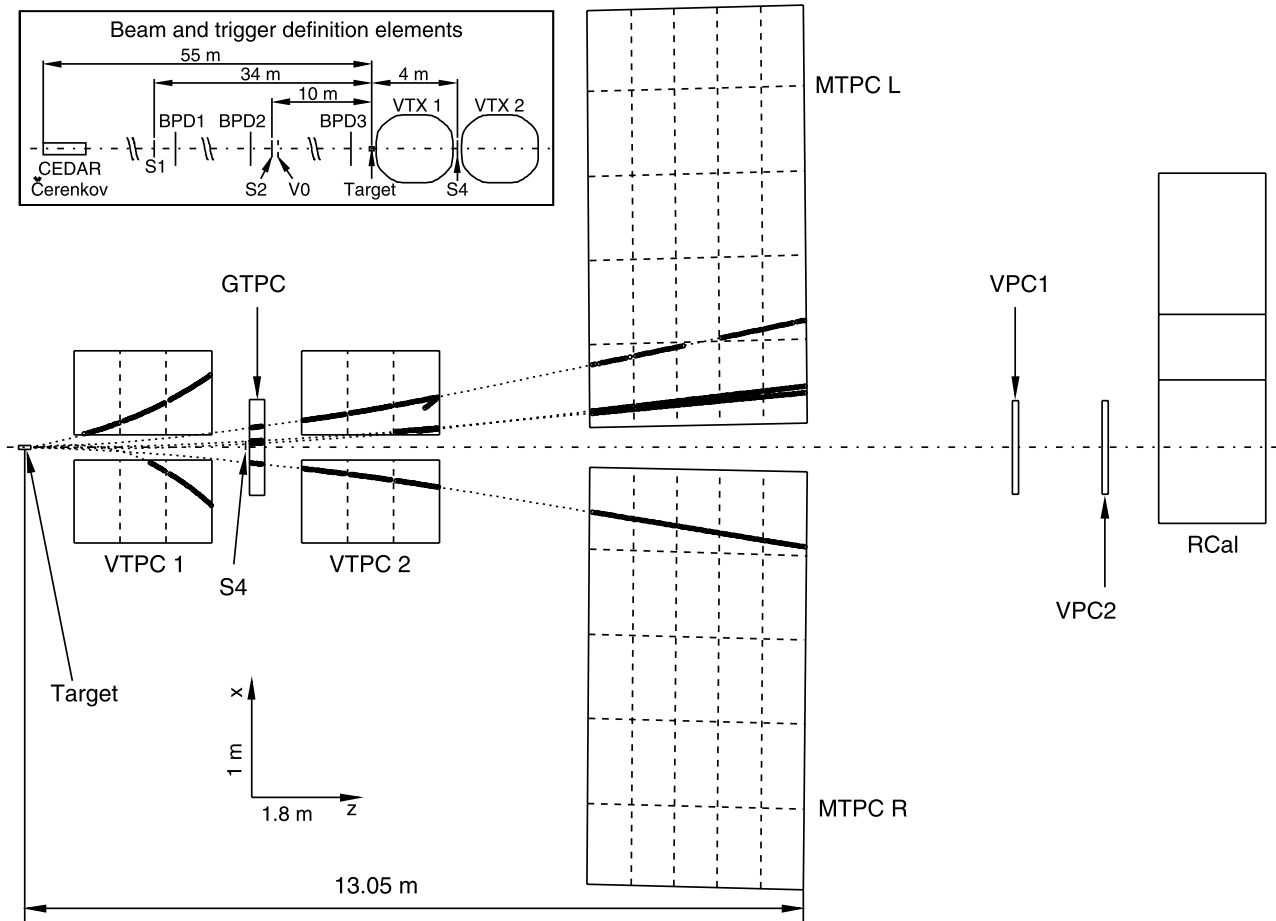 Beam and trigger definition elements
55 m
34 m
4 m
10 m
VTX 1
VTX 2
BPD1
BPD2
BPD3
S1
CEDAR
Čerenkov
S2
V0
Target
S4
MTPC L
GTPC
VPC1
VTPC 1
VTPC 2
RCal
S4
VPC2
Target
x
1 m
1.8 m
z
MTPC R
13.05 m